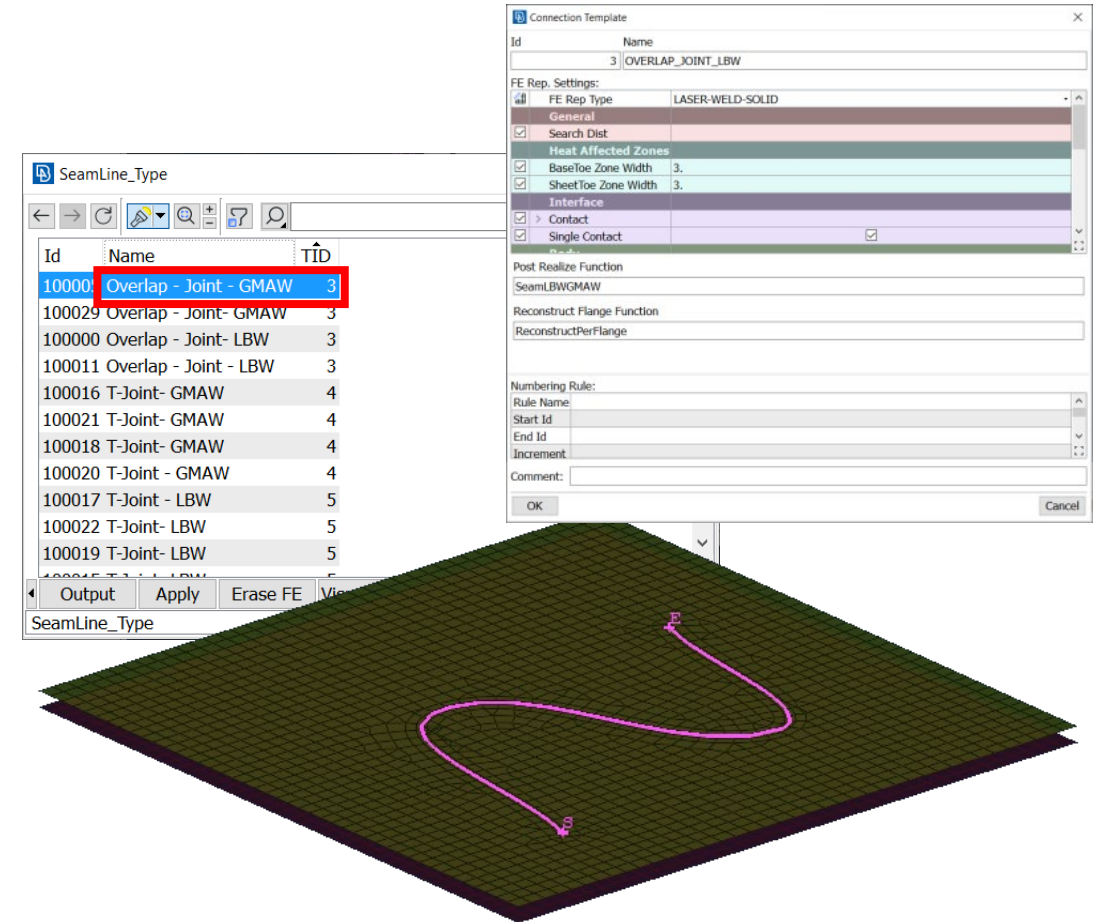 Connection Template
Id Name
3 OVERLAP_JOINT_LBW
FE Rep. Settings:
FE Rep Type LASER-WELD-SOLID
General
Search Dist
Heat Affected Zones
BaseToe Zone Width 3.
SheetToe Zone Width 3.
Interface
Contact
Single Contact
Body
Post Realize Function
SeamLBWGMAW
Reconstruct Flange Function
ReconstructPerFlange
Numbering Rule:
Rule Name
Start Id
End Id
Increment
Comment:
OK Cancel
SeamLine_Type
Id Name TID
Overlap - Joint - GMAW 3
100029 Overlap - Joint- GMAW 3
100000 Overlap - Joint- LBW 3
100011 Overlap - Joint - LBW 3
100016 T-Joint- GMAW 4
100021 T-Joint- GMAW 4
100018 T-Joint- GMAW 4
100020 T-Joint - GMAW 4
100017 T-Joint - LBW 5
100022 T-Joint- LBW 5
100019 T-Joint- LBW 5
Output Apply Erase FE
SeamLine_Type
E
S